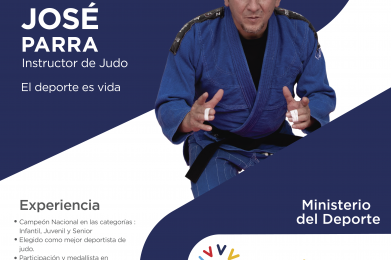 JOSÉ
PARRA
Instructor de Judo
El deporte es vida
Experiencia
• Campeón Nacional en las categorías :
Infantil, Juvenil y Senior
• Elegido como mejor deportista de
judo.
• Participación y medallista en
Ministerio
del Deporte